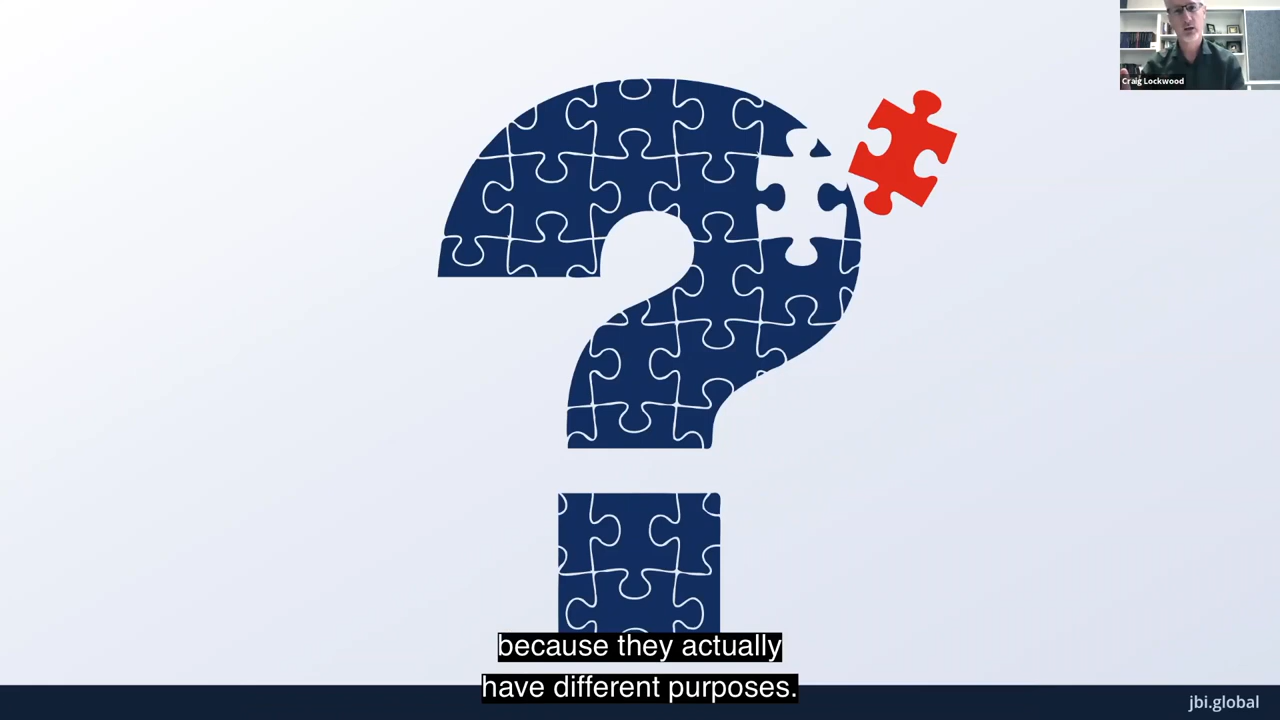 Craig Lockwood
because they actually
have different purposes.
jbi.global